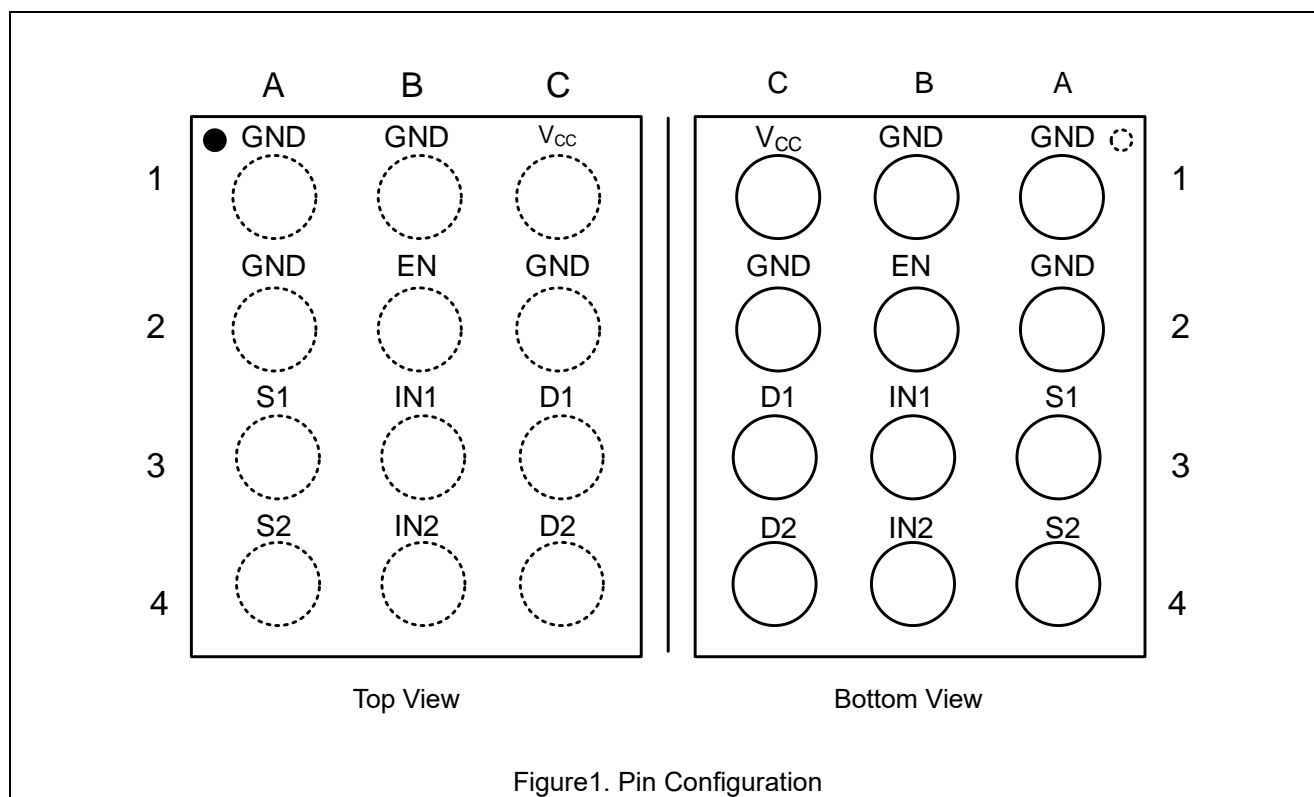 A B C C B A
GND GND VCC VCC GND GND
1 1
GND EN GND GND EN GND
2 2
S1 IN1 D1 D1 IN1 S1
3 3
S2 IN2 D2 D2 IN2 S2
4 4
Top View Bottom View
Figure1. Pin Configuration